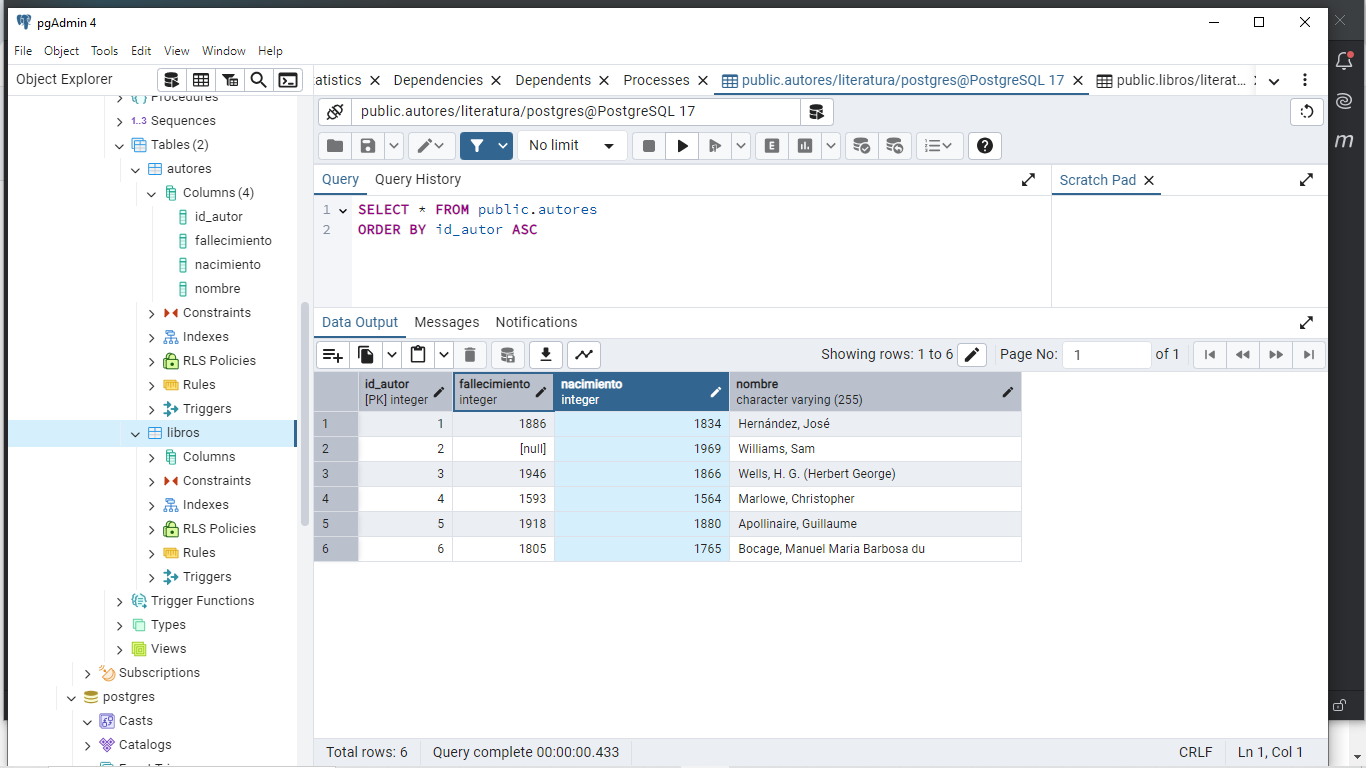 pgAdmin 4
File Object Tools Edit View Window Help
Object Explorer
Procedures
1..3 Sequences
Tables (2)
autores
Columns (4)
id_autor
fallecimiento
nacimiento
nombre
Constraints
Indexes
RLS Policies
Rules
Triggers
libros
Columns
Constraints
Indexes
RLS Policies
Rules
Triggers
Trigger Functions
Types
Views
Subscriptions
postgres
Casts
Catalogs
atistics Dependencies Dependents Processes public.autores/literatura/postgres@PostgreSQL 17 public.libros/literat...
public.autores/literatura/postgres@PostgreSQL 17
No limit E
Query Query History Scratch Pad
1 SELECT * FROM public.autores
2 ORDER BY id_autor ASC
Data Output Messages Notifications
Showing rows: 1 to 6 Page No: 1 of 1
id_autor fallecimiento nacimiento nombre
[PK] integer integer integer character varying (255)
1 1 1886 1834 Hernández, José
2 2 [null] 1969 Williams, Sam
3 3 1946 1866 Wells, H. G. (Herbert George)
4 4 1593 1564 Marlowe, Christopher
5 5 1918 1880 Apollinaire, Guillaume
6 6 1805 1765 Bocage, Manuel Maria Barbosa du
Total rows: 6 Query complete 00:00:00.433 CRLF Ln 1, Col 1
m